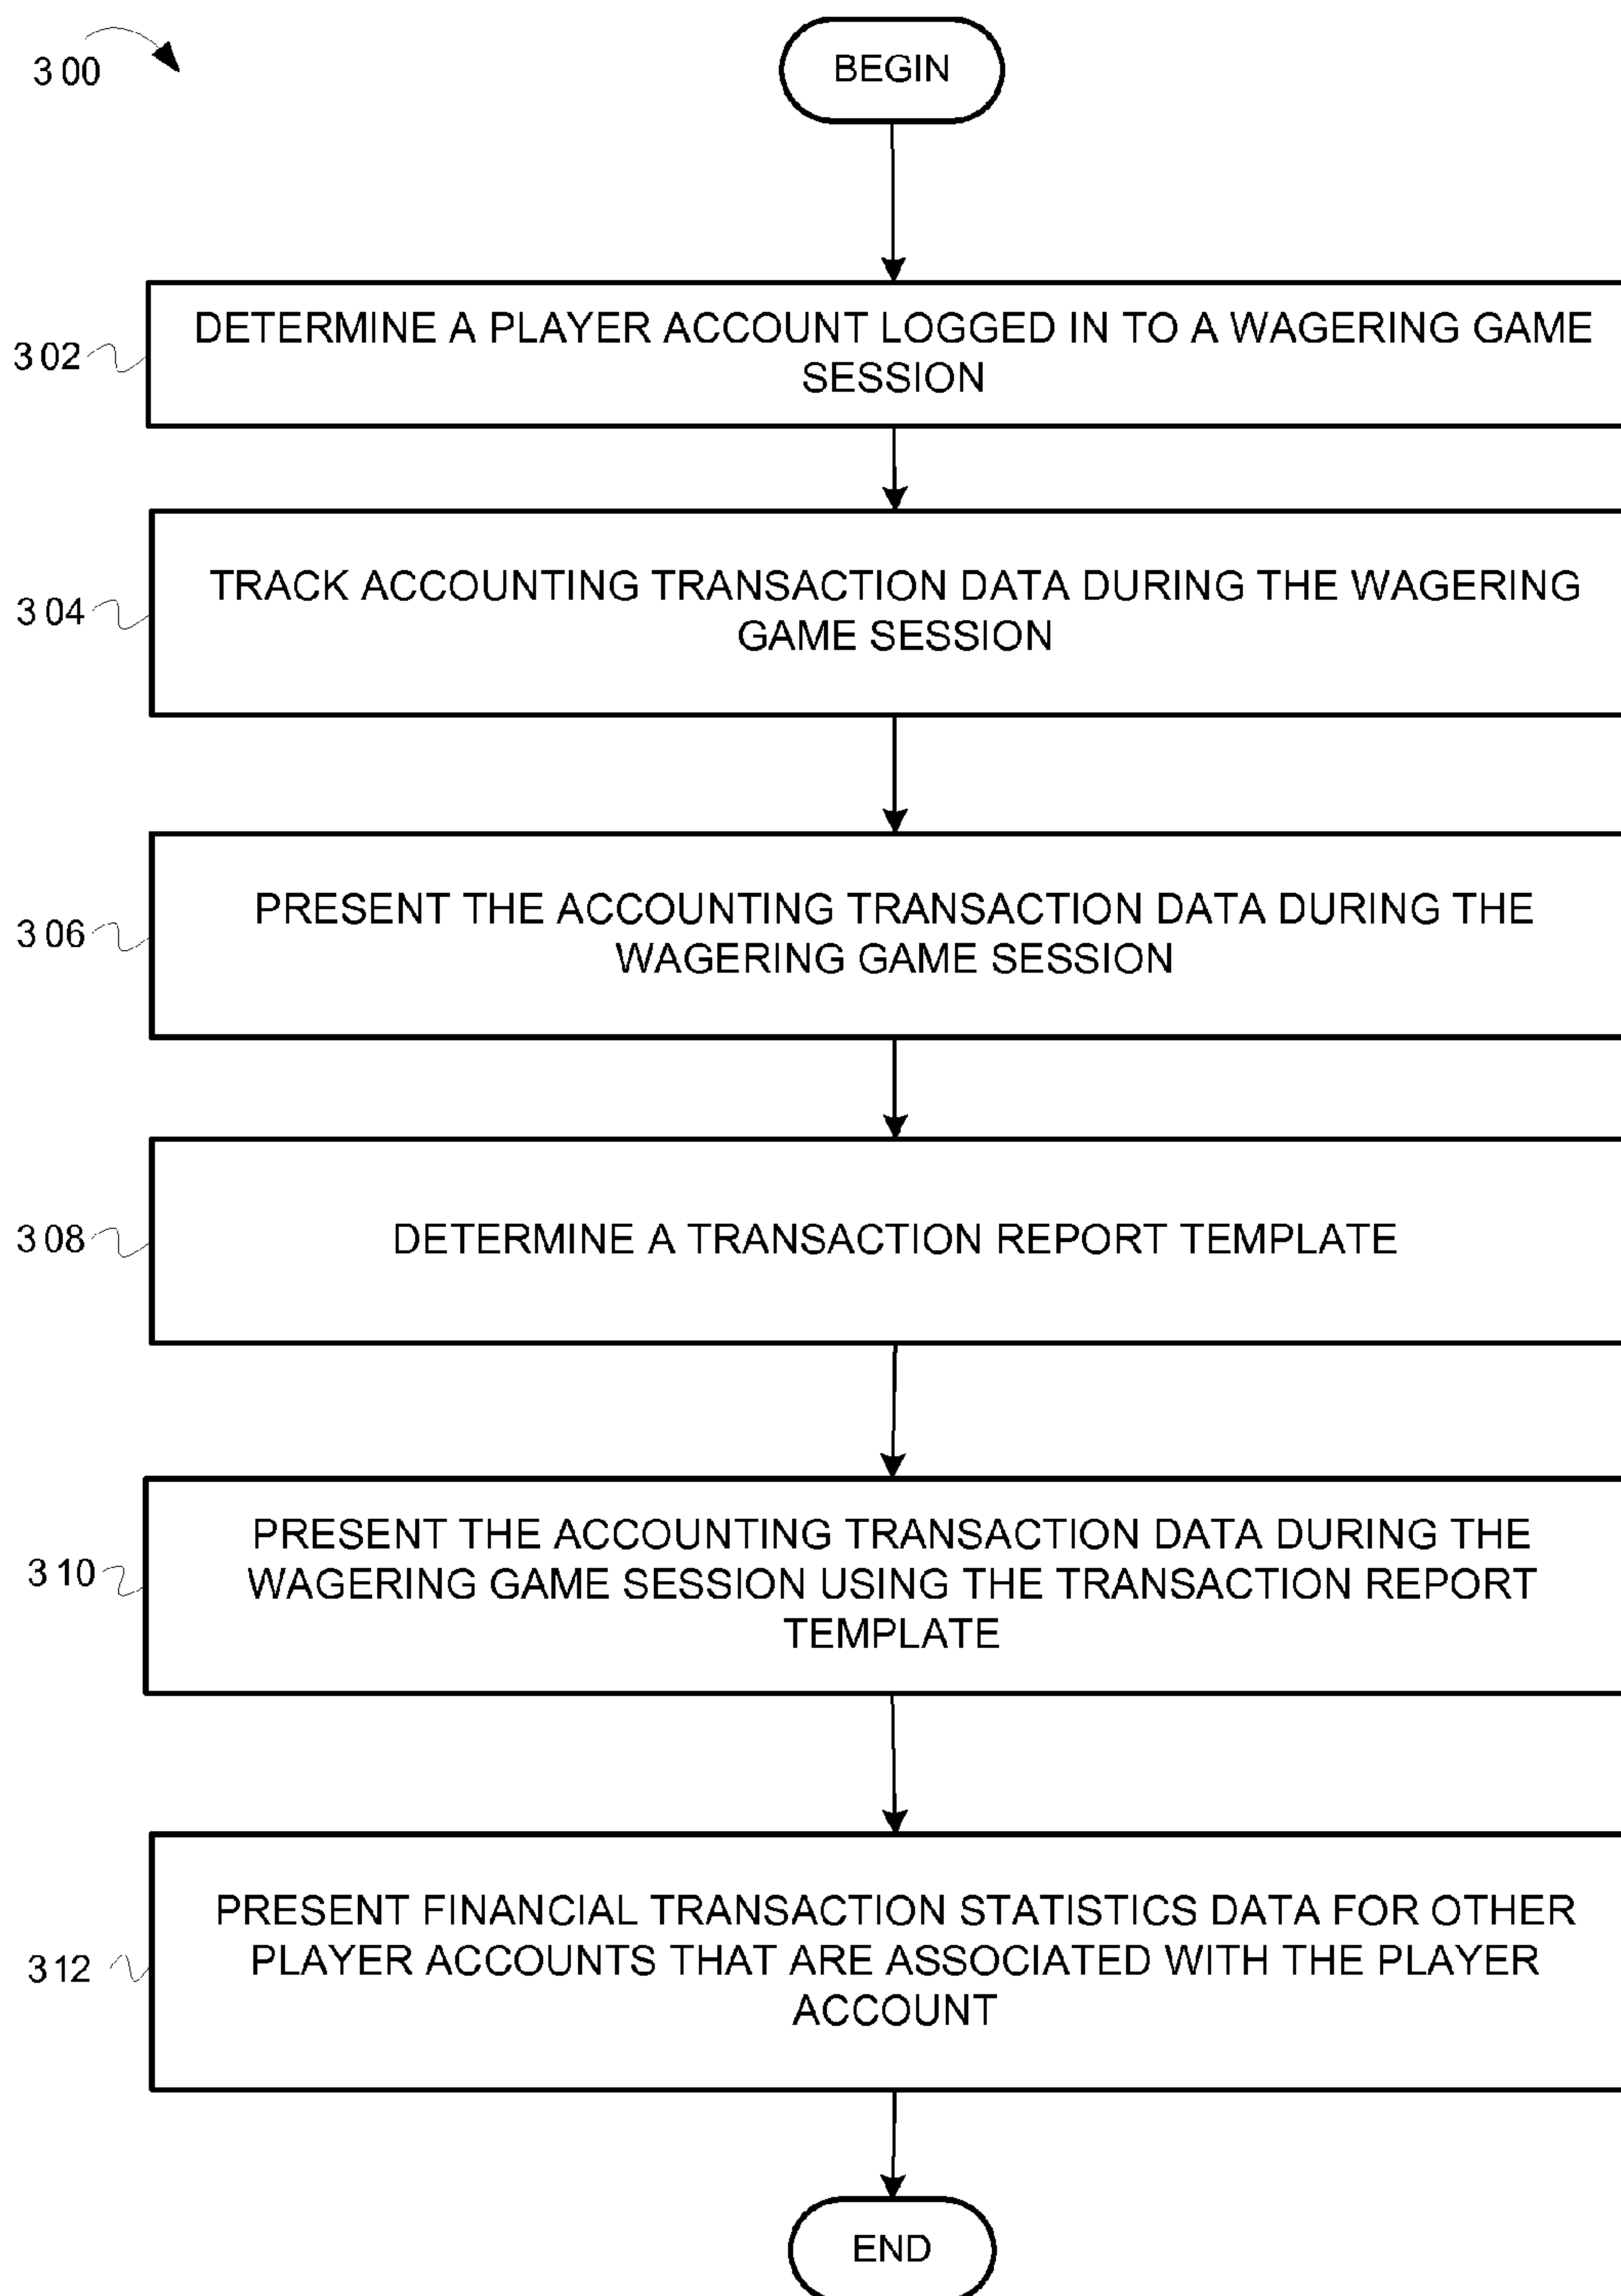 300
BEGIN
302
DETERMINE A PLAYER ACCOUNT LOGGED IN TO A WAGERING GAME
SESSION
304
TRACK ACCOUNTING TRANSACTION DATA DURING THE WAGERING
GAME SESSION
306
PRESENT THE ACCOUNTING TRANSACTION DATA DURING THE
WAGERING GAME SESSION
308
DETERMINE A TRANSACTION REPORT TEMPLATE
310
PRESENT THE ACCOUNTING TRANSACTION DATA DURING THE
WAGERING GAME SESSION USING THE TRANSACTION REPORT
TEMPLATE
312
PRESENT FINANCIAL TRANSACTION STATISTICS DATA FOR OTHER
PLAYER ACCOUNTS THAT ARE ASSOCIATED WITH THE PLAYER
ACCOUNT
END